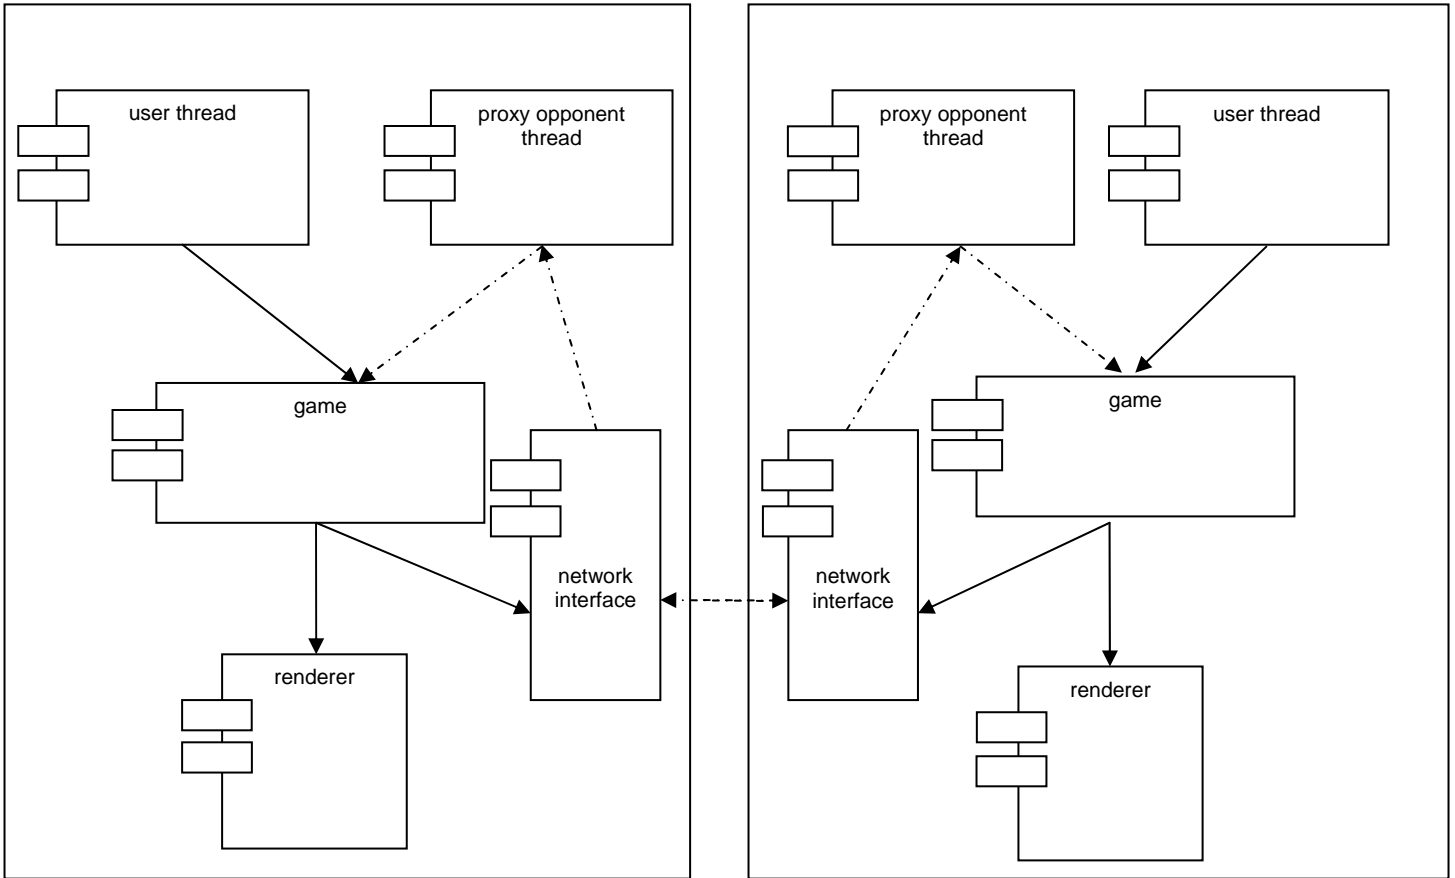 user thread
proxy opponent
thread
game
network
interface
renderer
proxy opponent
thread
user thread
game
network
interface
renderer